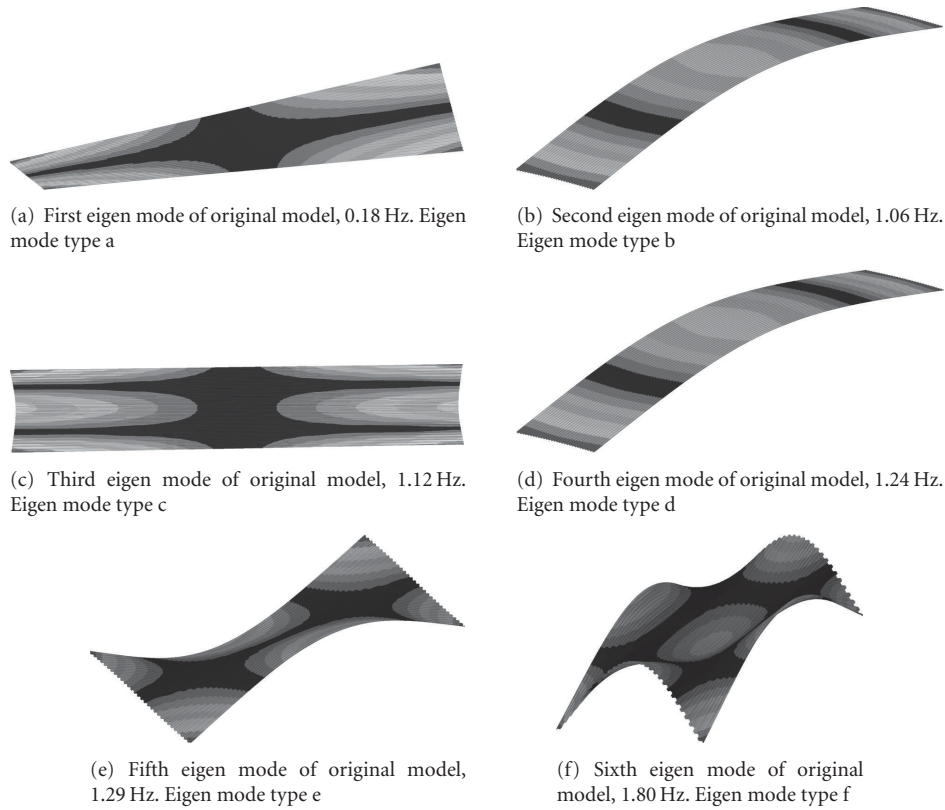 (a) First eigen mode of original model, 0.18 Hz. Eigen
mode type a
(b) Second eigen mode of original model, 1.06 Hz.
Eigen mode type b
(c) Third eigen mode of original model, 1.12 Hz.
Eigen mode type c
(d) Fourth eigen mode of original model, 1.24 Hz.
Eigen mode type d
(e) Fifth eigen mode of original model,
1.29 Hz. Eigen mode type e
(f) Sixth eigen mode of original
model, 1.80 Hz. Eigen mode type f